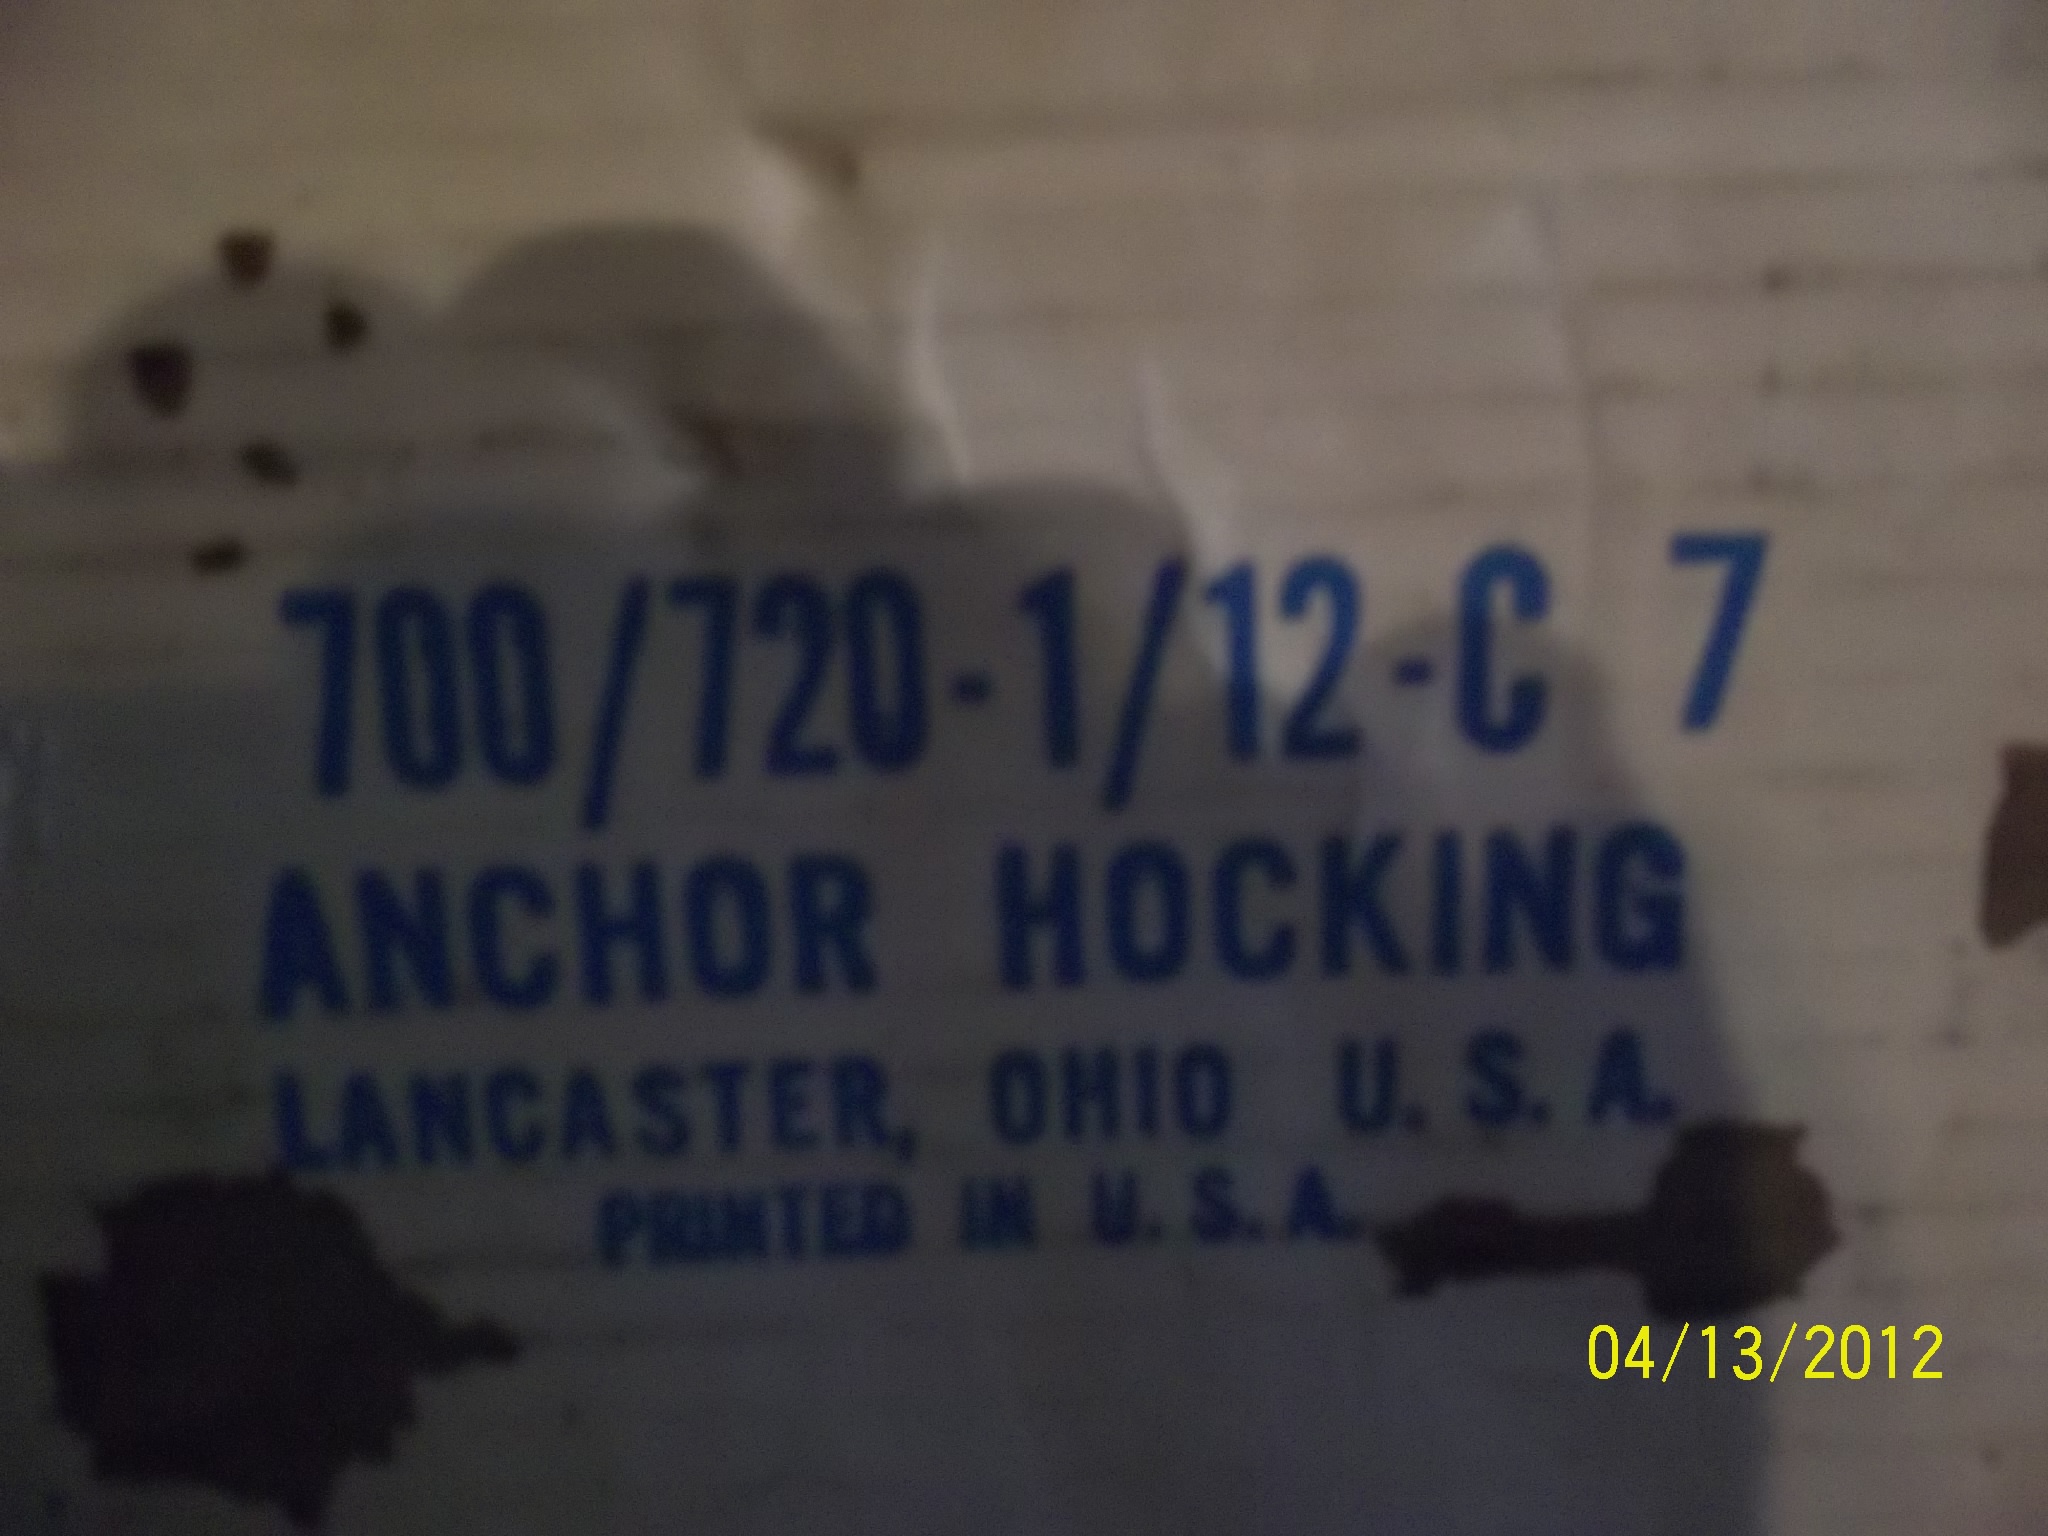 700/720-1/12-C 7
ANCHOR HOCKING
LANCASTER, OHIO U.S.A.
PRINTED IN U.S.A.
04/13/2012